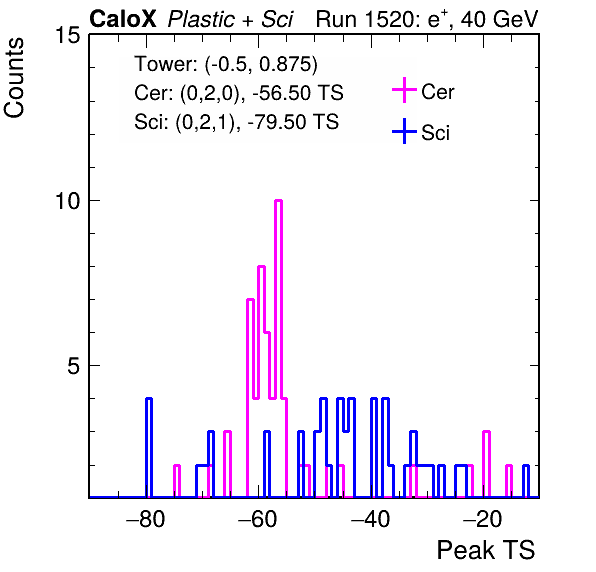 CaloX Plastic + Sci Run 1520: e⁺, 40 GeV
Counts
15
10
5
Tower: (-0.5, 0.875)
Cer: (0,2,0), -56.50 TS
Sci: (0,2,1), -79.50 TS
Cer
Sci
−80 −60 −40 −20
Peak TS